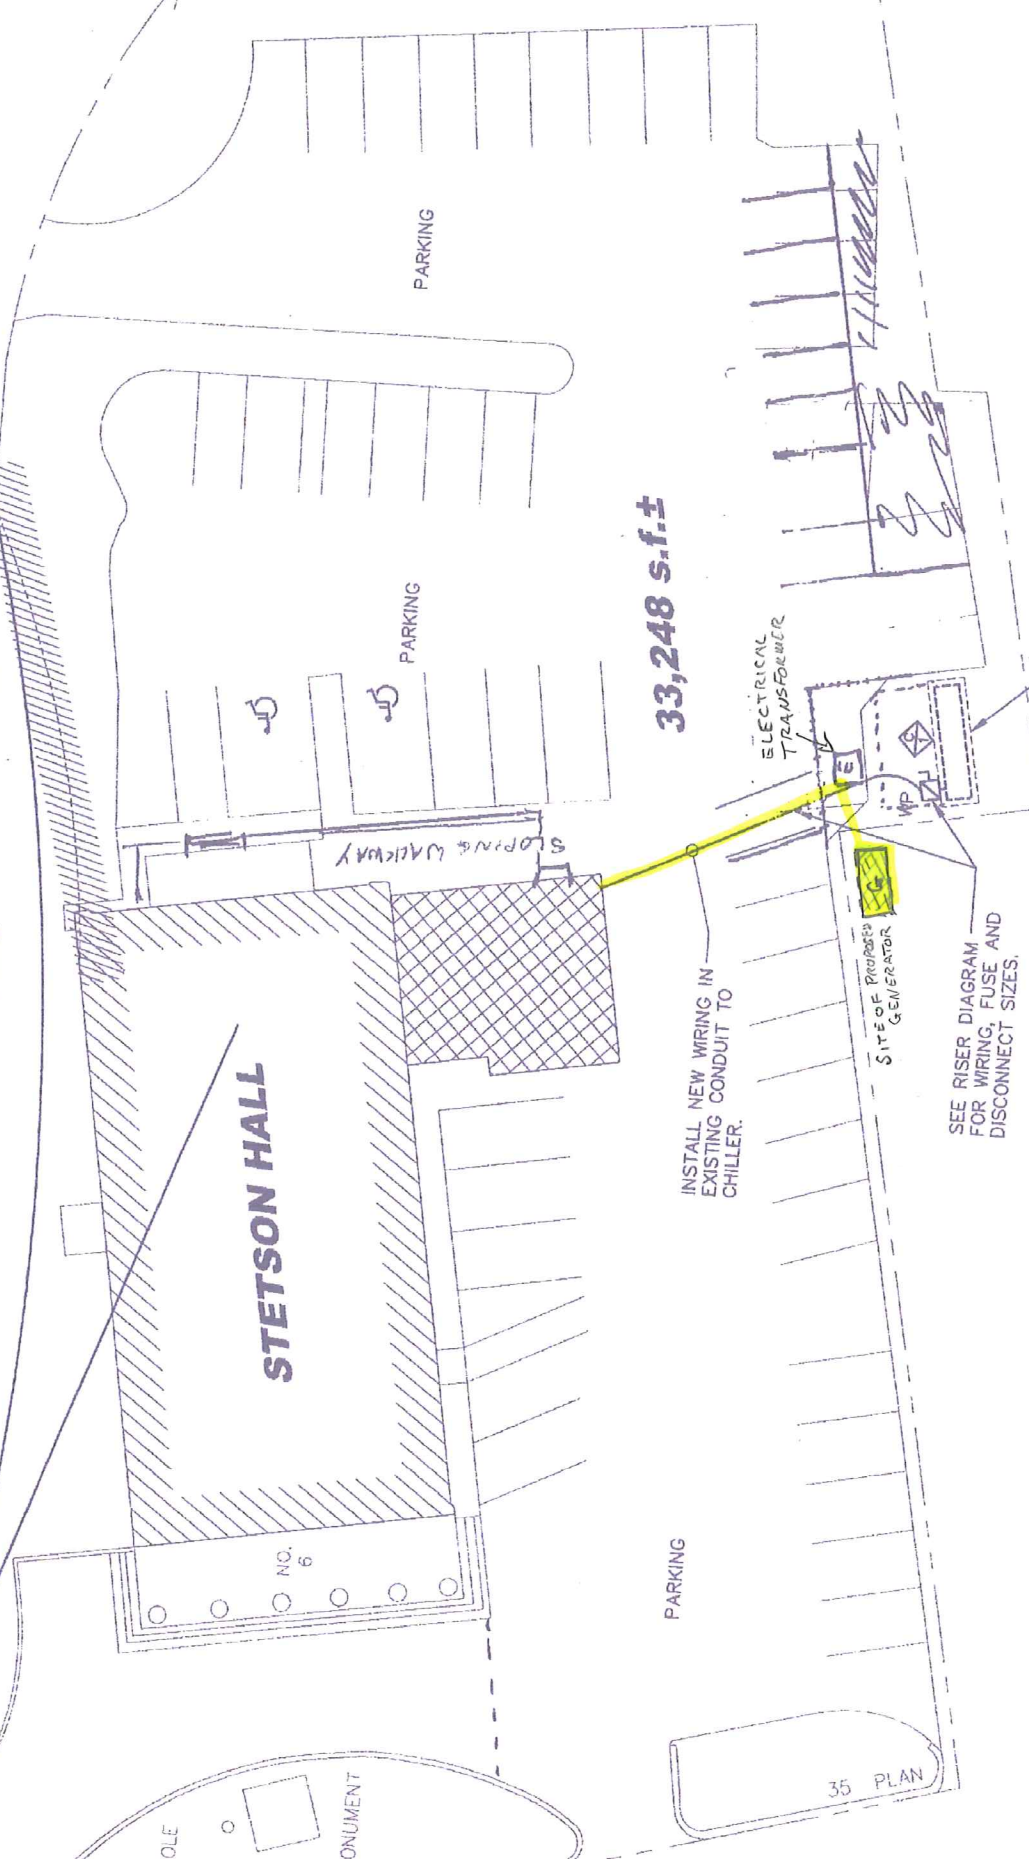 PARKING
PARKING
33,248 s.f.±
ELECTRICAL
TRANSFORMER
E
WP
G
SLOPING WALKWAY
SITE OF PROPOSED
GENERATOR
SEE RISER DIAGRAM
FOR WIRING, FUSE AND
DISCONNECT SIZES.
INSTALL NEW WIRING IN
EXISTING CONDUIT TO
CHILLER.
STETSON HALL
NO.
6
PARKING
35 PLAN
OLE
ONUMENT